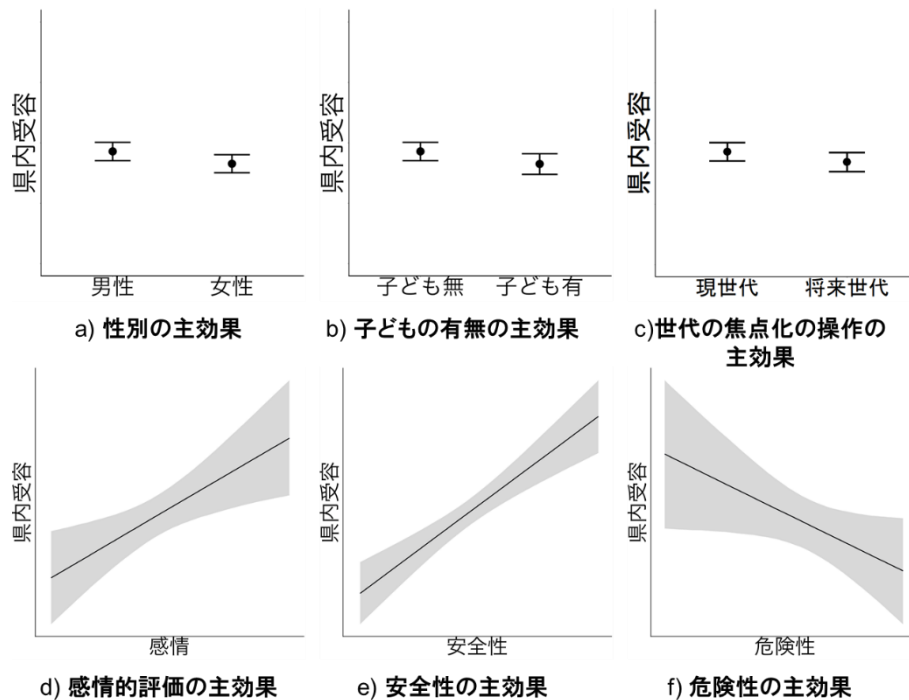 県内受容
男性 女性
a) 性別の主効果
県内受容
子ども無 子ども有
b) 子どもの有無の主効果
県内受容
現世代 将来世代
c)世代の焦点化の操作の
主効果
県内受容
感情
d) 感情的評価の主効果
県内受容
安全性
e) 安全性の主効果
県内受容
危険性
f) 危険性の主効果